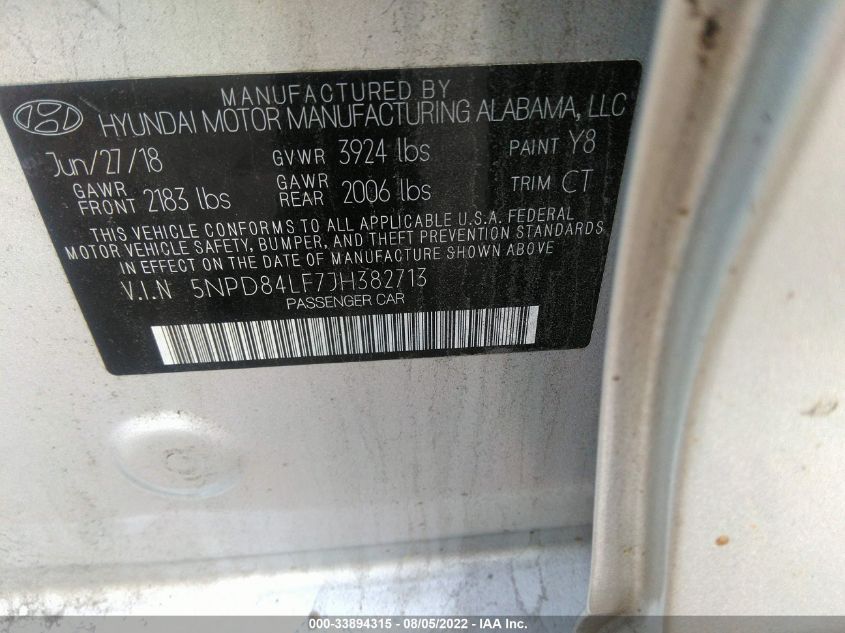 MANUFACTURED BY
HYUNDAI MOTOR MANUFACTURING ALABAMA, LLC
Jun/27/18 GVWR 3924 lbs PAINT Y8
GAWR FRONT 2183 lbs GAWR REAR 2006 lbs TRIM CT
THIS VEHICLE CONFORMS TO ALL APPLICABLE U.S.A. FEDERAL
MOTOR VEHICLE SAFETY, BUMPER, AND THEFT PREVENTION STANDARDS
IN EFFECT ON THE DATE OF MANUFACTURE SHOWN ABOVE.
V.I.N 5NPD84LF7JH382713
PASSENGER CAR
000-33894315 - 08/05/2022 - IAA Inc.